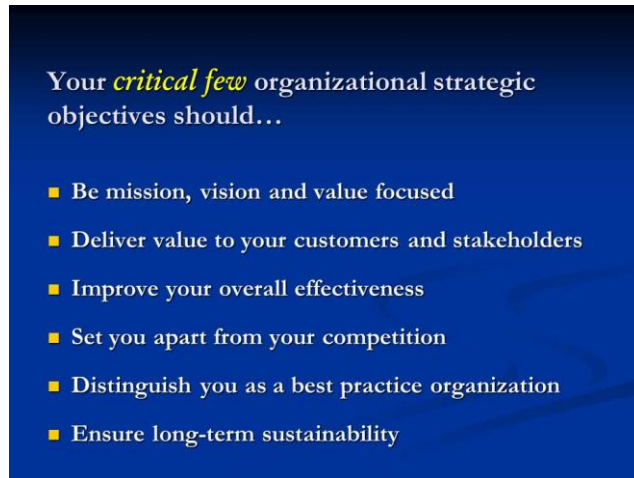 Your critical few organizational strategic
objectives should…
Be mission, vision and value focused
Deliver value to your customers and stakeholders
Improve your overall effectiveness
Set you apart from your competition
Distinguish you as a best practice organization
Ensure long-term sustainability